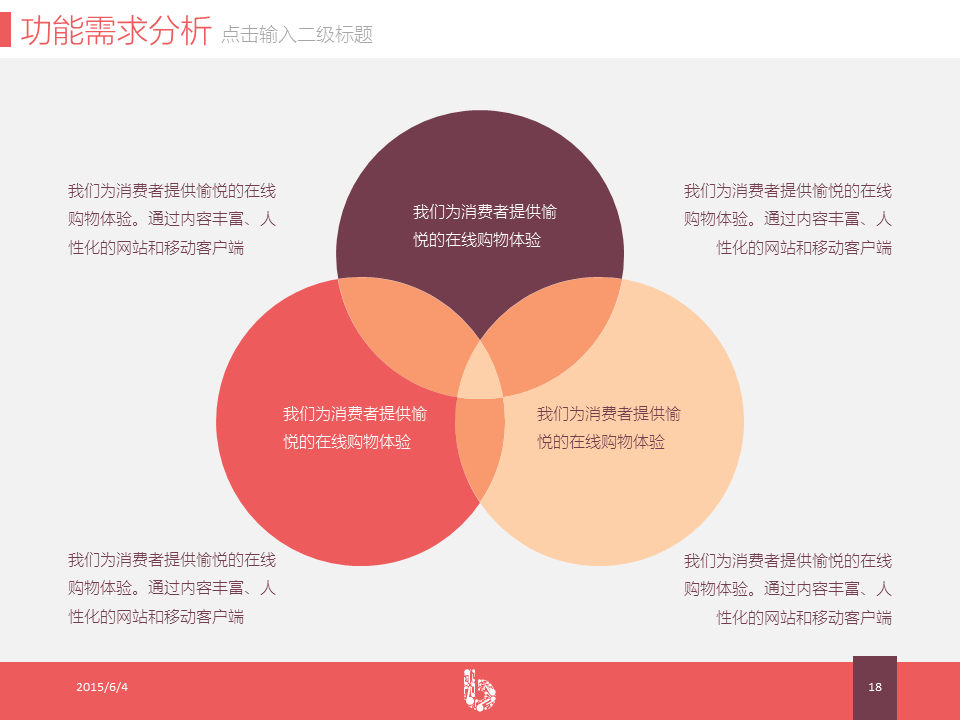 功能需求分析 点击输入二级标题
我们为消费者提供愉悦的在线
购物体验。通过内容丰富、人
性化的网站和移动客户端
我们为消费者提供愉
悦的在线购物体验
我们为消费者提供愉悦的在线
购物体验。通过内容丰富、人
性化的网站和移动客户端
我们为消费者提供愉
悦的在线购物体验
我们为消费者提供愉
悦的在线购物体验
我们为消费者提供愉悦的在线
购物体验。通过内容丰富、人
性化的网站和移动客户端
我们为消费者提供愉悦的在线
购物体验。通过内容丰富、人
性化的网站和移动客户端
2015/6/4
b
18